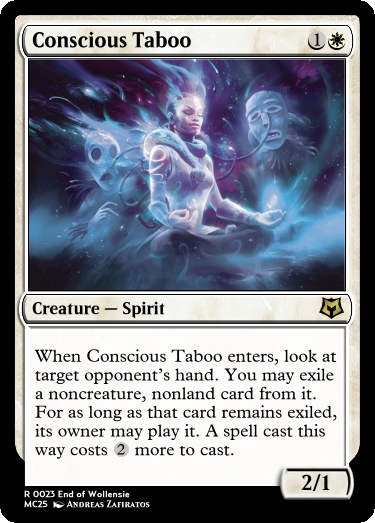 Conscious Taboo 1
Creature — Spirit
When Conscious Taboo enters, look at
target opponent's hand. You may exile
a noncreature, nonland card from it.
For as long as that card remains exiled,
its owner may play it. A spell cast this
way costs 2 more to cast.
2/1
R 0023 End of Wollensie
MC25 Andreas Zafiratos